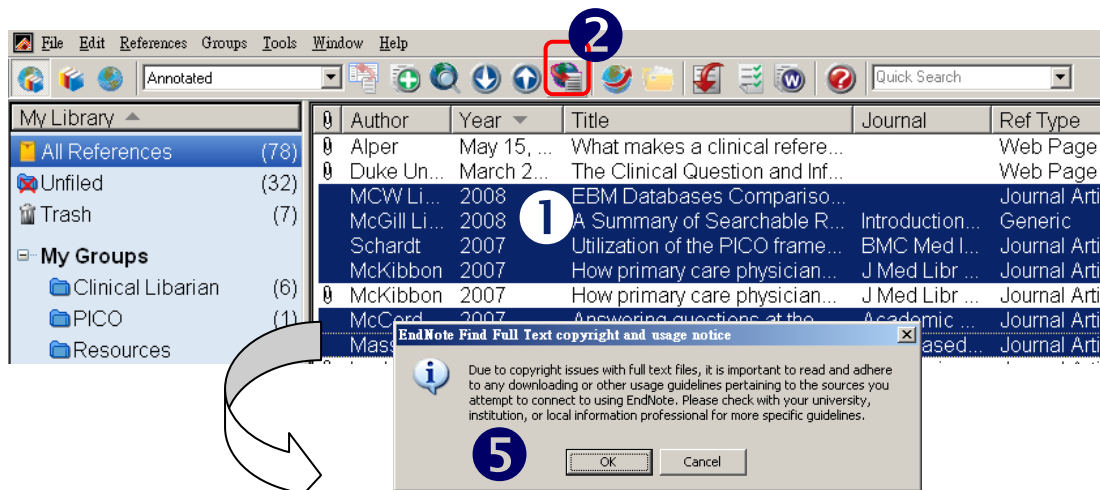 2
File Edit References Groups Tools Window Help
Annotated Quick Search
My Library Author Year Title Journal Ref Type
All References (78) Alper May 15, ... What makes a clinical refere... Web Page
Unfiled (32) Duke Un... March 2... The Clinical Question and Inf... Web Page
Trash (7) MCW Li... 2008 EBM Databases Compariso... Journal Arti
1 McGill Li... 2008 A Summary of Searchable R... Introduction... Generic
My Groups Schardt 2007 Utilization of the PICO frame... BMC Med I... Journal Arti
Clinical Libarian (6) McKibbon 2007 How primary care physician... J Med Libr ... Journal Arti
McKibbon 2007 How primary care physician... J Med Libr ... Journal Arti
PICO (1) McCord 2007 Answering questions at the Academic ... Journal Arti
Resources Mass ased... Journal Arti
EndNote Find Full Text copyright and usage notice
Due to copyright issues with full text files, it is important to read and adhere
to any downloading or other usage guidelines pertaining to the sources you
attempt to connect to using EndNote. Please check with your university,
institution, or local information professional for more specific guidelines.
5
OK Cancel